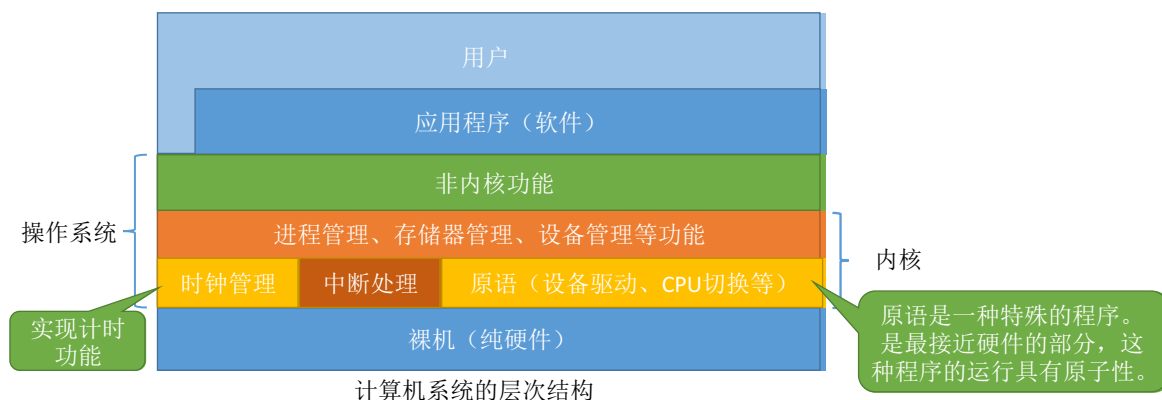 用户
应用程序（软件）
非内核功能
操作系统
进程管理、存储器管理、设备管理等功能
内核
时钟管理
中断处理
原语（设备驱动、CPU切换等）
实现计时
功能
裸机（纯硬件）
原语是一种特殊的程序。
是最接近硬件的部分，这
种程序的运行具有原子性。
计算机系统的层次结构